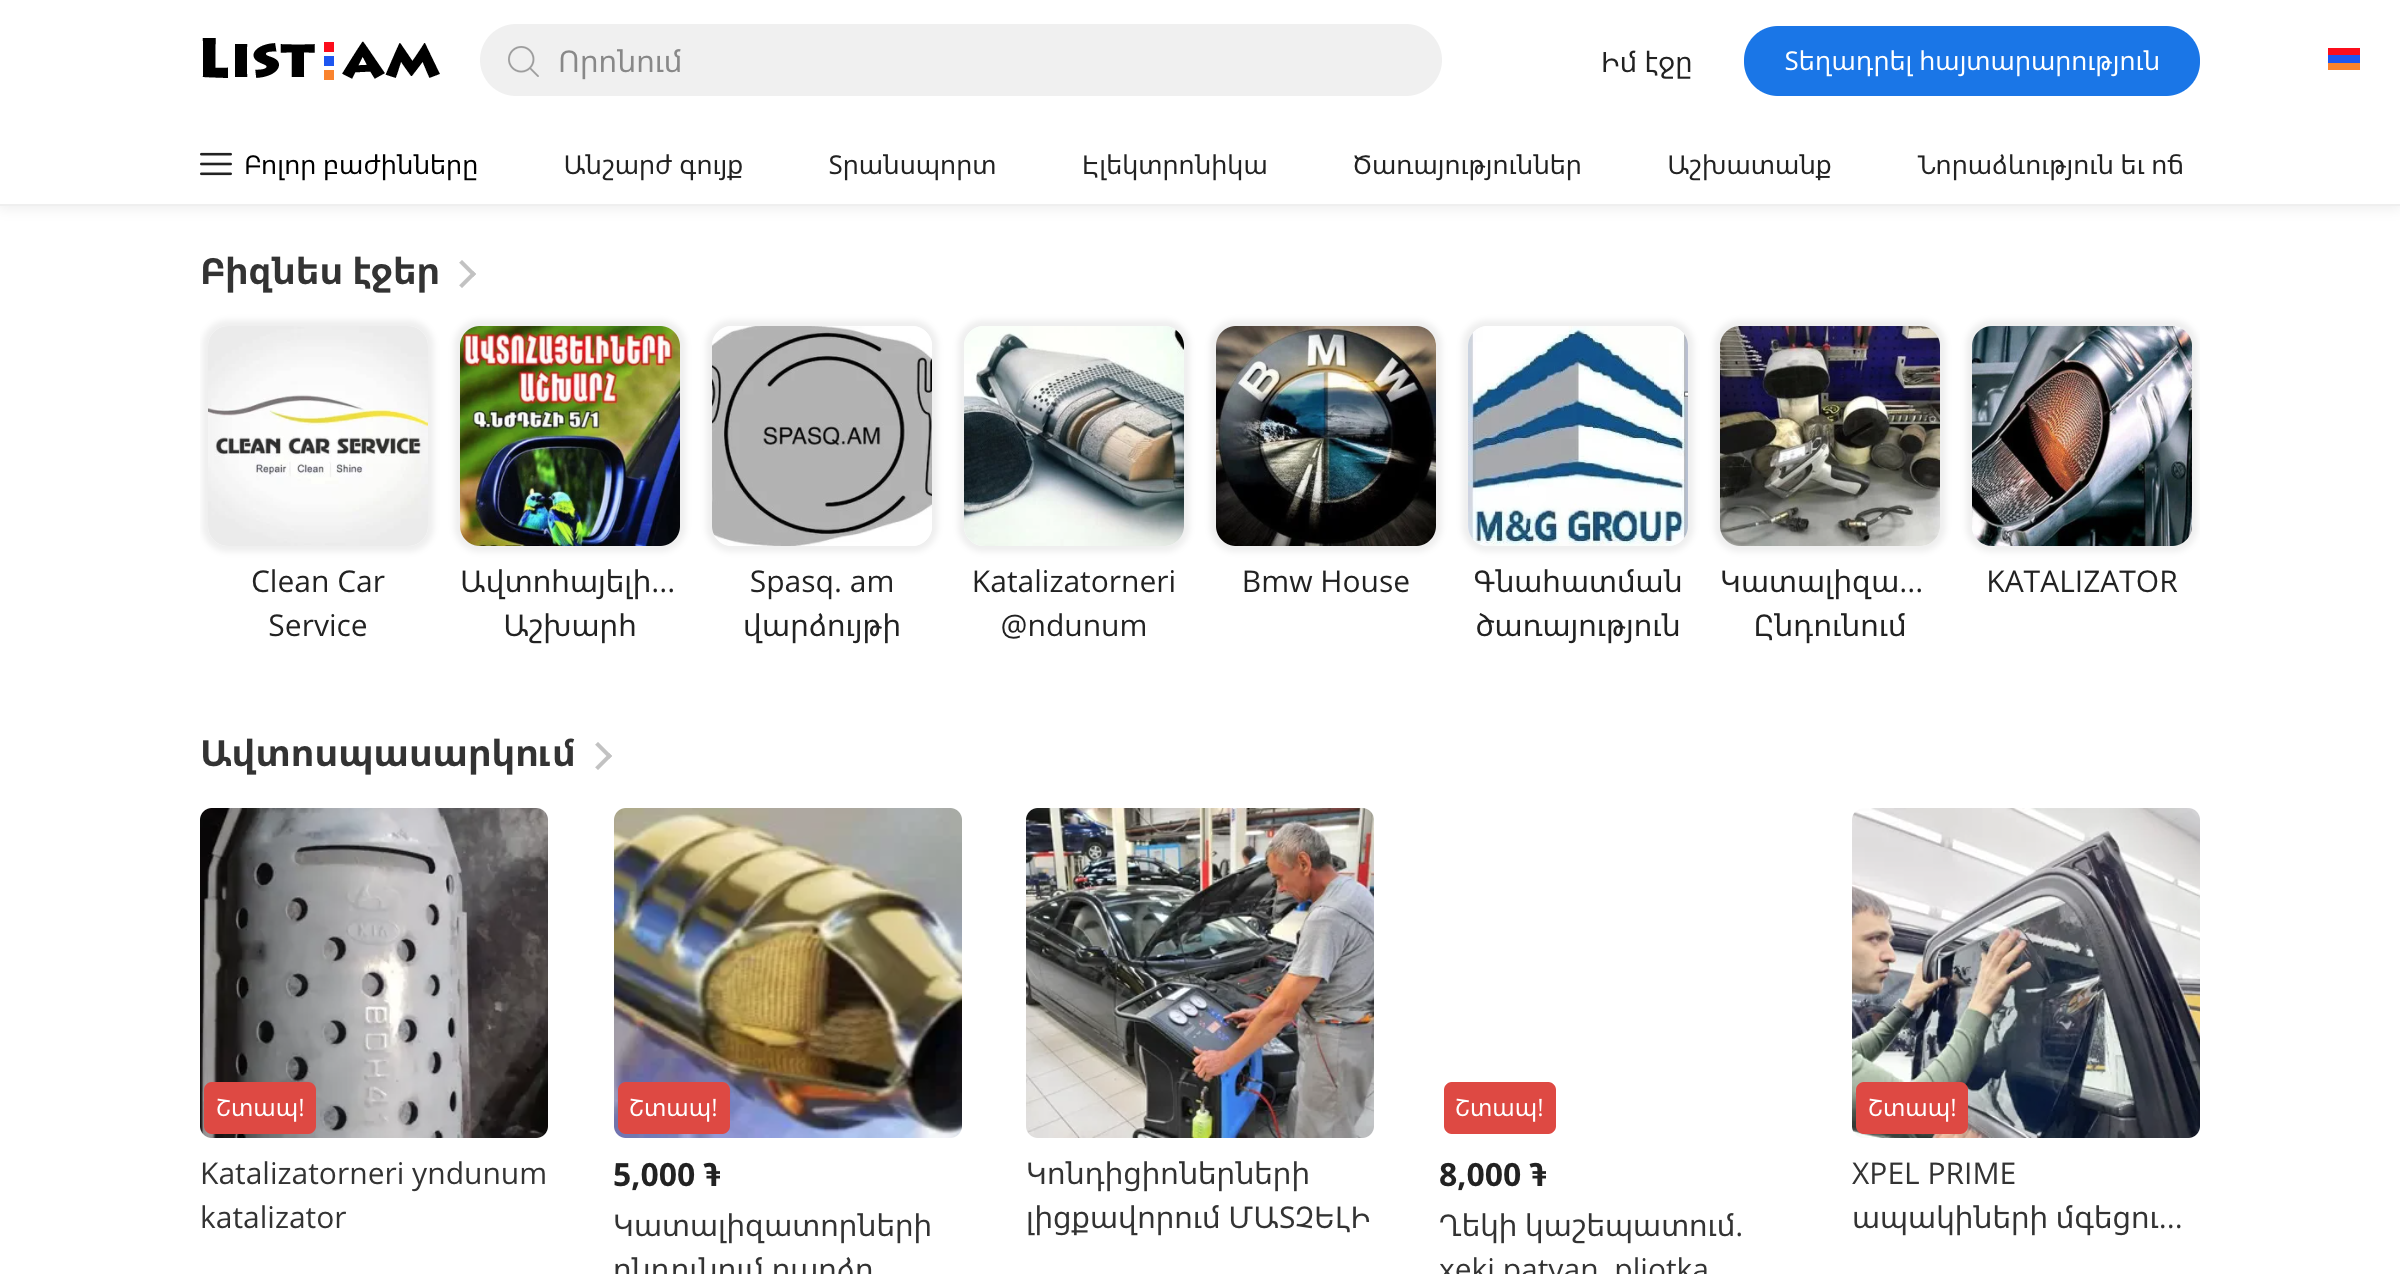 LIST:AM
Որոնում
Իմ էջը
Տեղադրել հայտարարություն
Բոլոր բաժինները
Անշարժ գույք
Տրանսպորտ
Էլեկտրոնիկա
Ծառայություններ
Աշխատանք
Նորաձևություն եւ ոճ
Բիզնես էջեր
CLEAN CAR SERVICE
Repair Clean Shine
ԱՎՏՈՀԱՅԵԼԻՆԵՐԻ
ԱՇԽԱՐՀ
Գ.ՆԺԴԵՀԻ 5/1
SPASQ.AM
BMW
M&G GROUP
Clean Car
Service
Ավտոհայելի...
Աշխարհ
Spasq. am
վարձույթի
Katalizatorneri
@ndunum
Bmw House
Գնահատման
ծառայություն
Կատալիզա...
Ընդունում
KATALIZATOR
Ավտոսպասարկում
KIA
Շտապ!
Շտապ!
Շտապ!
Շտապ!
Katalizatorneri yndunum
katalizator
5,000 ֏
Կատալիզատորների
ընդունում բարձր
Կոնդիցիոներների
լիցքավորում ՄԱՏՉԵԼԻ
8,000 ֏
Ղեկի կաշեպատում.
xeki patvan, pliotka
XPEL PRIME
ապակիների մգեցու...